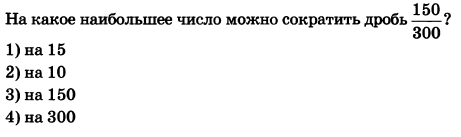 На какое наибольшее число можно сократить дробь 150/300?
1) на 15
2) на 10
3) на 150
4) на 300